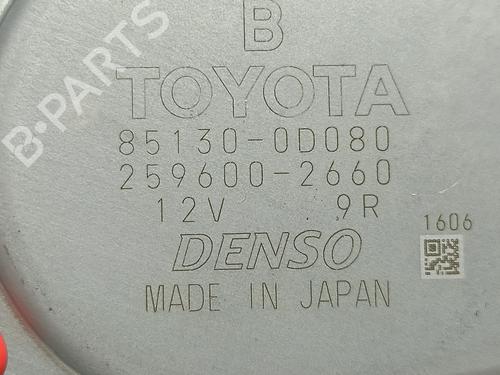 B
B-PARTS
TOYOTA
85130-0D080
259600-2660
12V 9R
1606
DENSO
MADE IN JAPAN